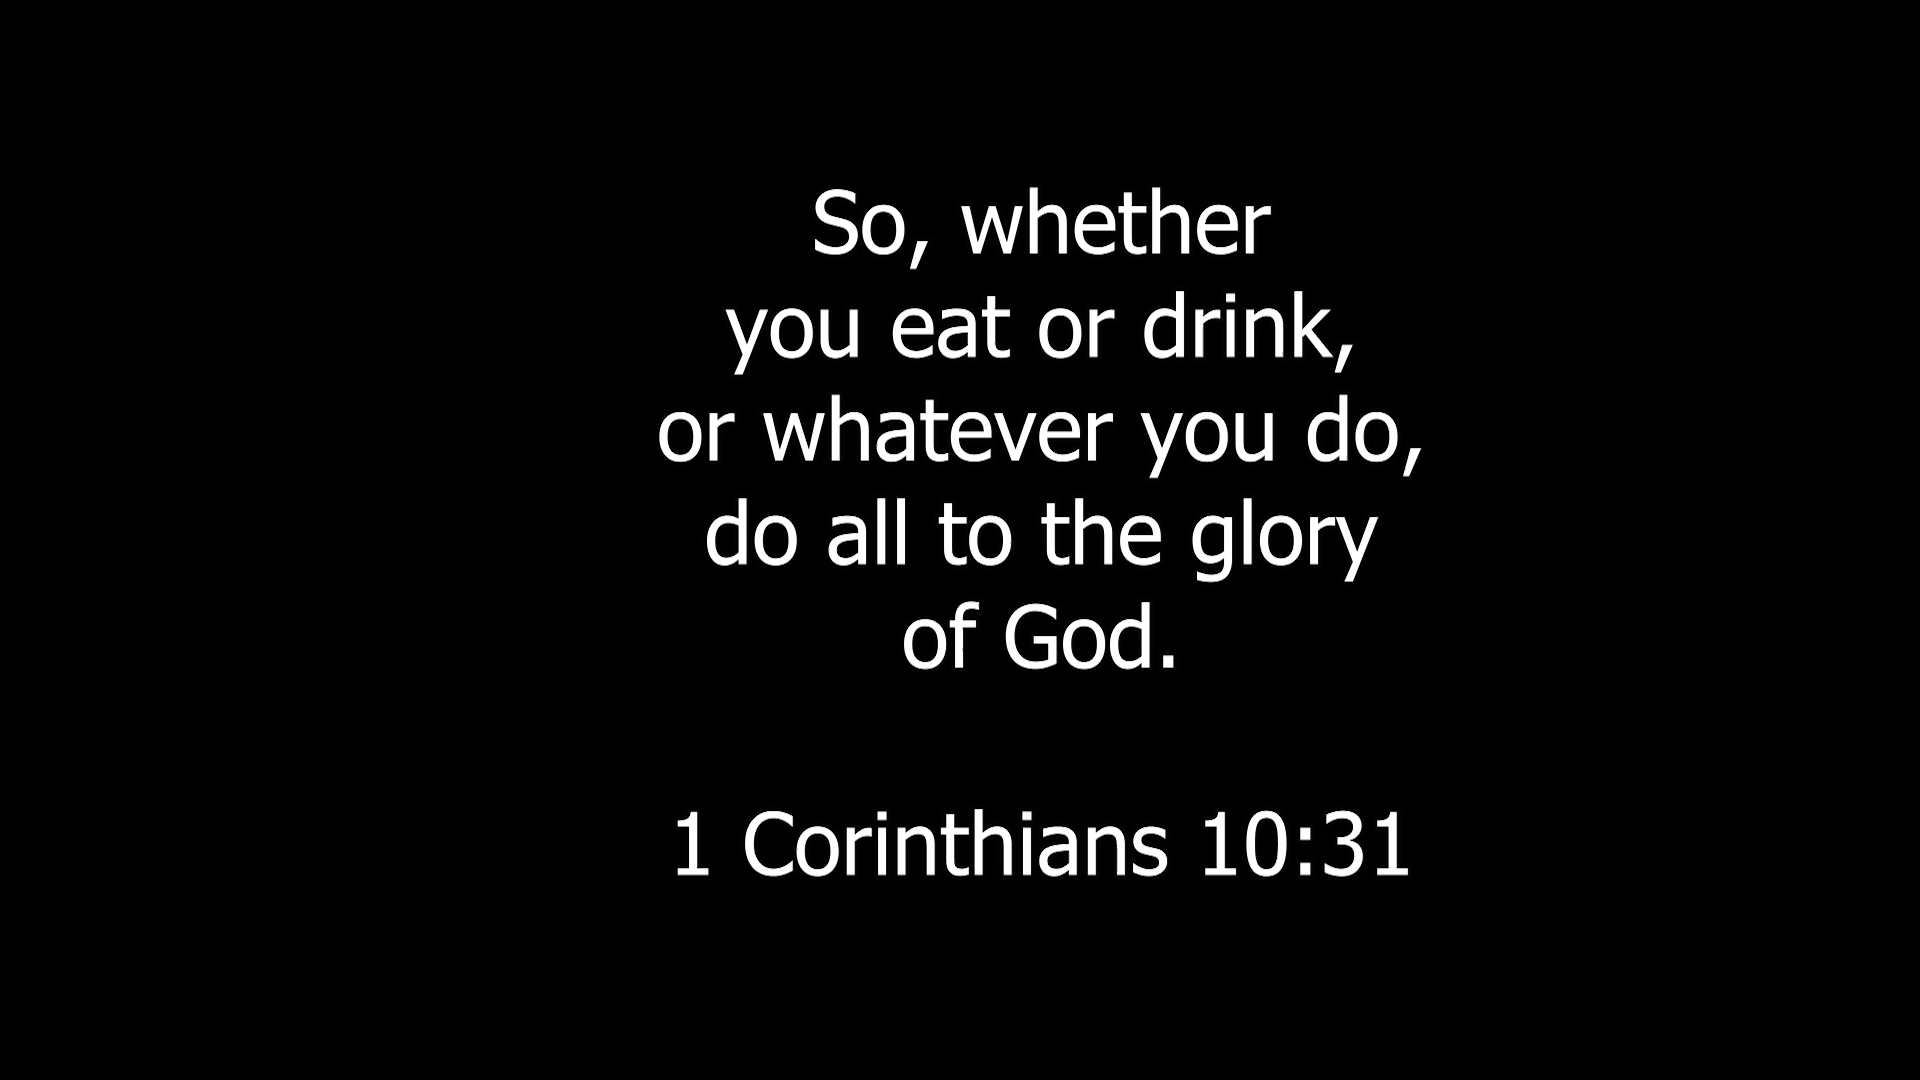 So, whether
you eat or drink,
or whatever you do,
do all to the glory
of God.
1 Corinthians 10:31